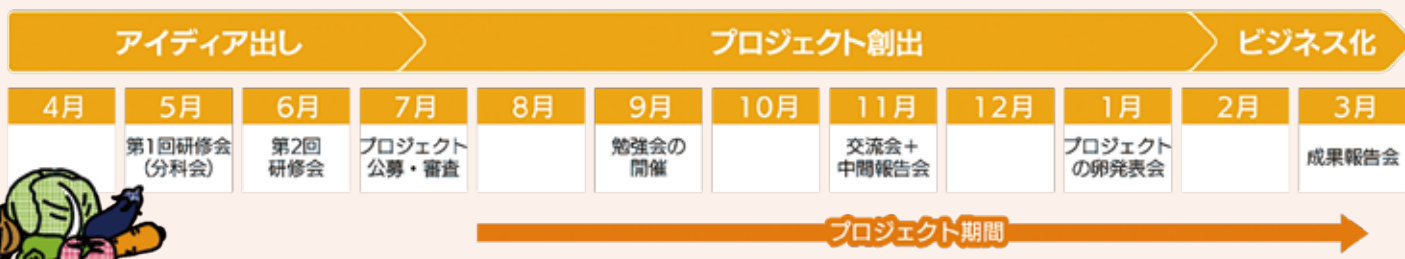 アイディア出し
プロジェクト創出
ビジネス化
4月
5月
6月
7月
8月
9月
10月
11月
12月
1月
2月
3月
第1回研修会
(分科会)
第2回
研修会
プロジェクト
公募・審査
勉強会の
開催
交流会＋
中間報告会
プロジェクト
の卵発表会
成果報告会
プロジェクト期間